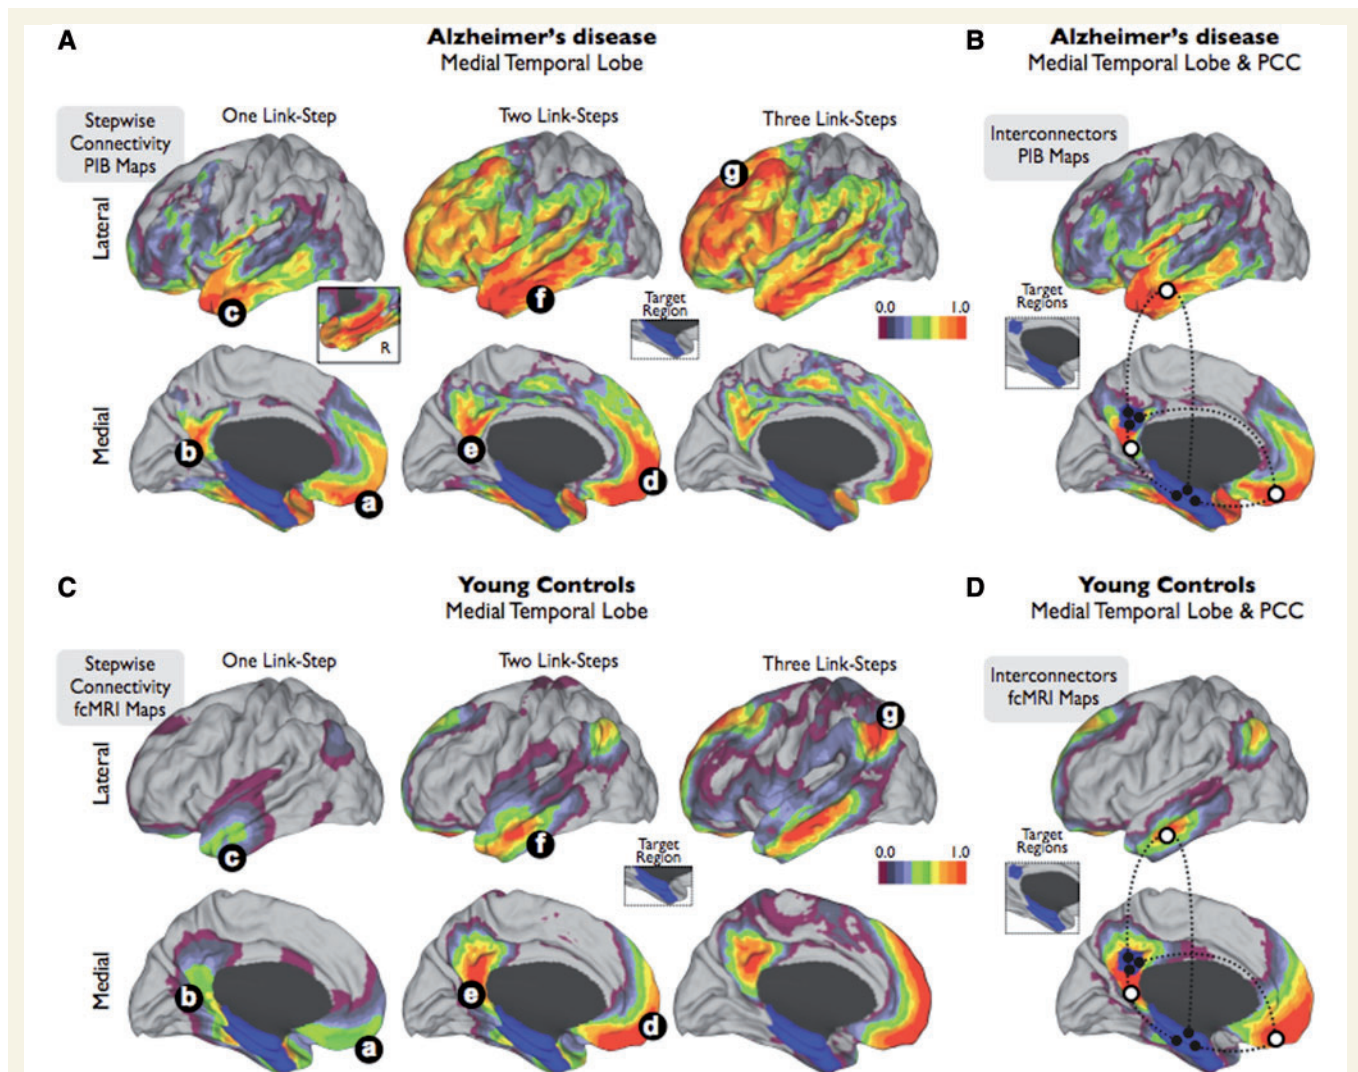 A
Alzheimer's disease
Medial Temporal Lobe
B
Alzheimer's disease
Medial Temporal Lobe & PCC
Stepwise
Connectivity
PIB Maps
One Link-Step
Two Link-Steps
Three Link-Steps
Interconnectors
PIB Maps
g
Lateral
c
R
f
Target
Region
0.0 1.0
Target
Regions
Medial
b
a
e
d
C
Young Controls
Medial Temporal Lobe
D
Young Controls
Medial Temporal Lobe & PCC
Stepwise
Connectivity
fcMRI Maps
One Link-Step
Two Link-Steps
Three Link-Steps
Interconnectors
fcMRI Maps
g
Lateral
c
f
Target
Region
0.0 1.0
Target
Regions
Medial
b
a
e
d